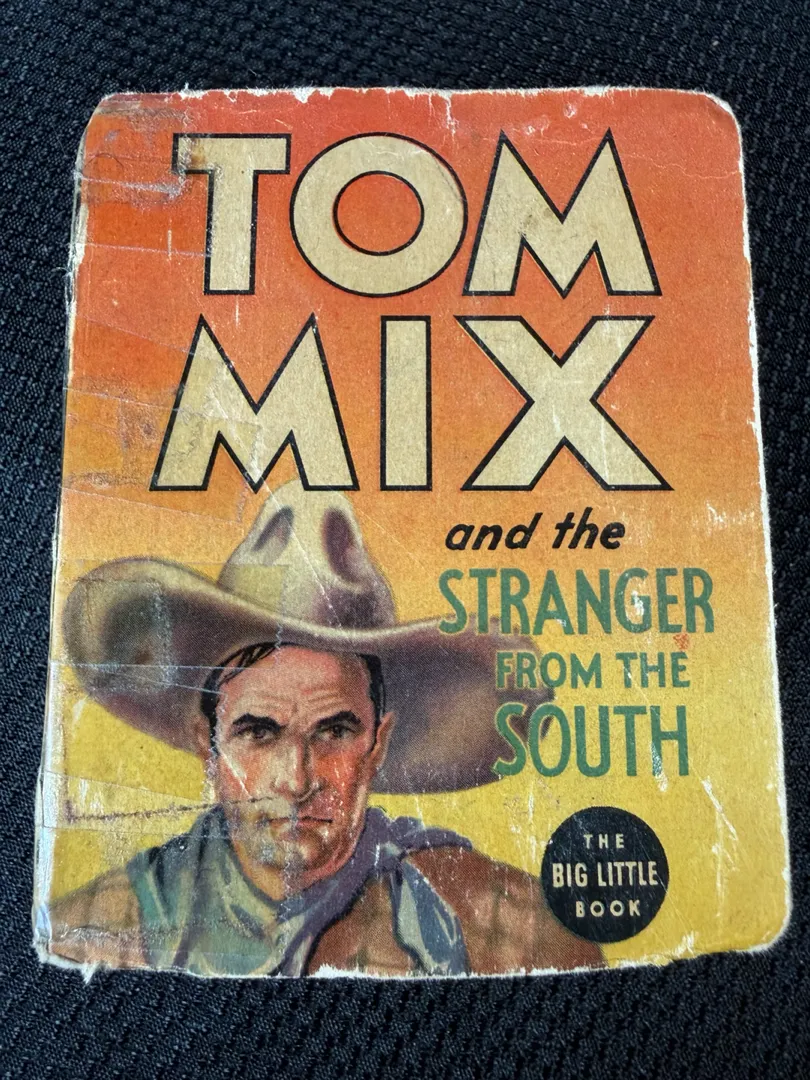 TOM
MIX
and the
STRANGER
FROM THE
SOUTH
THE
BIG LITTLE
BOOK